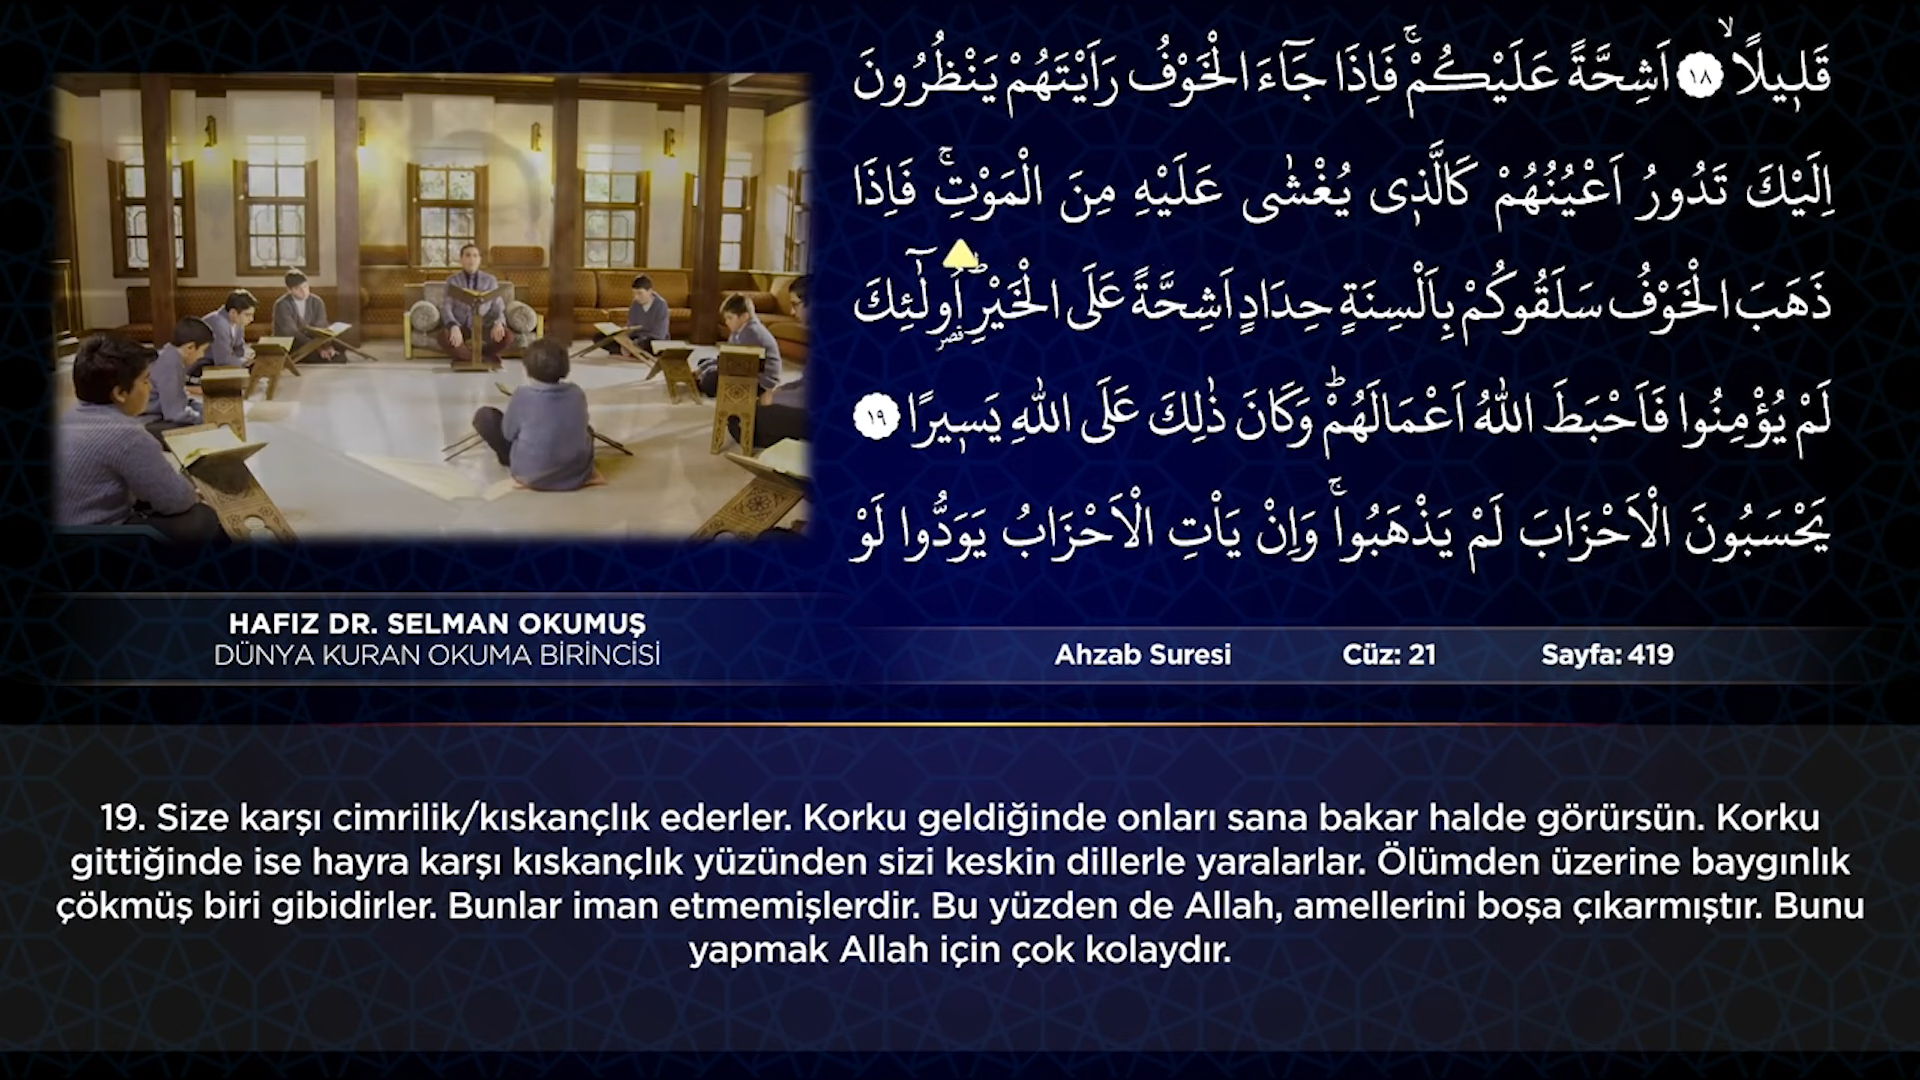 قَل۪يلًاۙ ﴿١٨﴾ اَشِحَّةً عَلَيْكُمْۚ فَاِذَا جَٓاءَ الْخَوْفُ رَاَيْتَهُمْ يَنْظُرُونَ
اِلَيْكَ تَدُورُ اَعْيُنُهُمْ كَالَّذ۪ي يُغْشٰى عَلَيْهِ مِنَ الْمَوْتِۚ فَاِذَا
ذَهَبَ الْخَوْفُ سَلَقُوكُمْ بِاَلْسِنَةٍ حِدَادٍ اَشِحَّةً عَلَى الْخَيْرِۜ اُو۬لٰٓئِكَ
لَمْ يُؤْمِنُوا فَاَحْبَطَ اللّٰهُ اَعْمَالَهُمْۜ وَكَانَ ذٰلِكَ عَلَى اللّٰهِ يَس۪يرًا ﴿١٩﴾
يَحْسَبُونَ الْاَحْزَابَ لَمْ يَذْهَبُواۚ وَاِنْ يَأْتِ الْاَحْزَابُ يَوَدُّوا لَوْ
HAFIZ DR. SELMAN OKUMUŞ
DÜNYA KURAN OKUMA BİRİNCİSİ
Ahzab Suresi Cüz: 21 Sayfa: 419
19. Size karşı cimrilik/kıskançlık ederler. Korku geldiğinde onları sana bakar halde görürsün. Korku
gittiğinde ise hayra karşı kıskançlık yüzünden sizi keskin dillerle yaralarlar. Ölümden üzerine baygınlık
çökmüş biri gibidirler. Bunlar iman etmemişlerdir. Bu yüzden de Allah, amellerini boşa çıkarmıştır. Bunu
yapmak Allah için çok kolaydır.